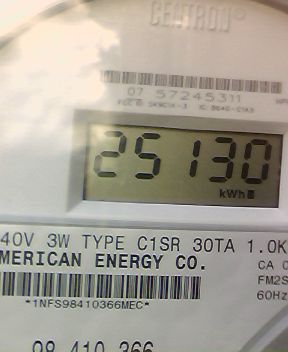 CENTRON®
07 57245311
25130
kWh
40V 3W TYPE C1SR 30TA 1.0K
MERICAN ENERGY CO.
CA 0
FM2S
60Hz
*1NFS98410366MEC*
98 410 366